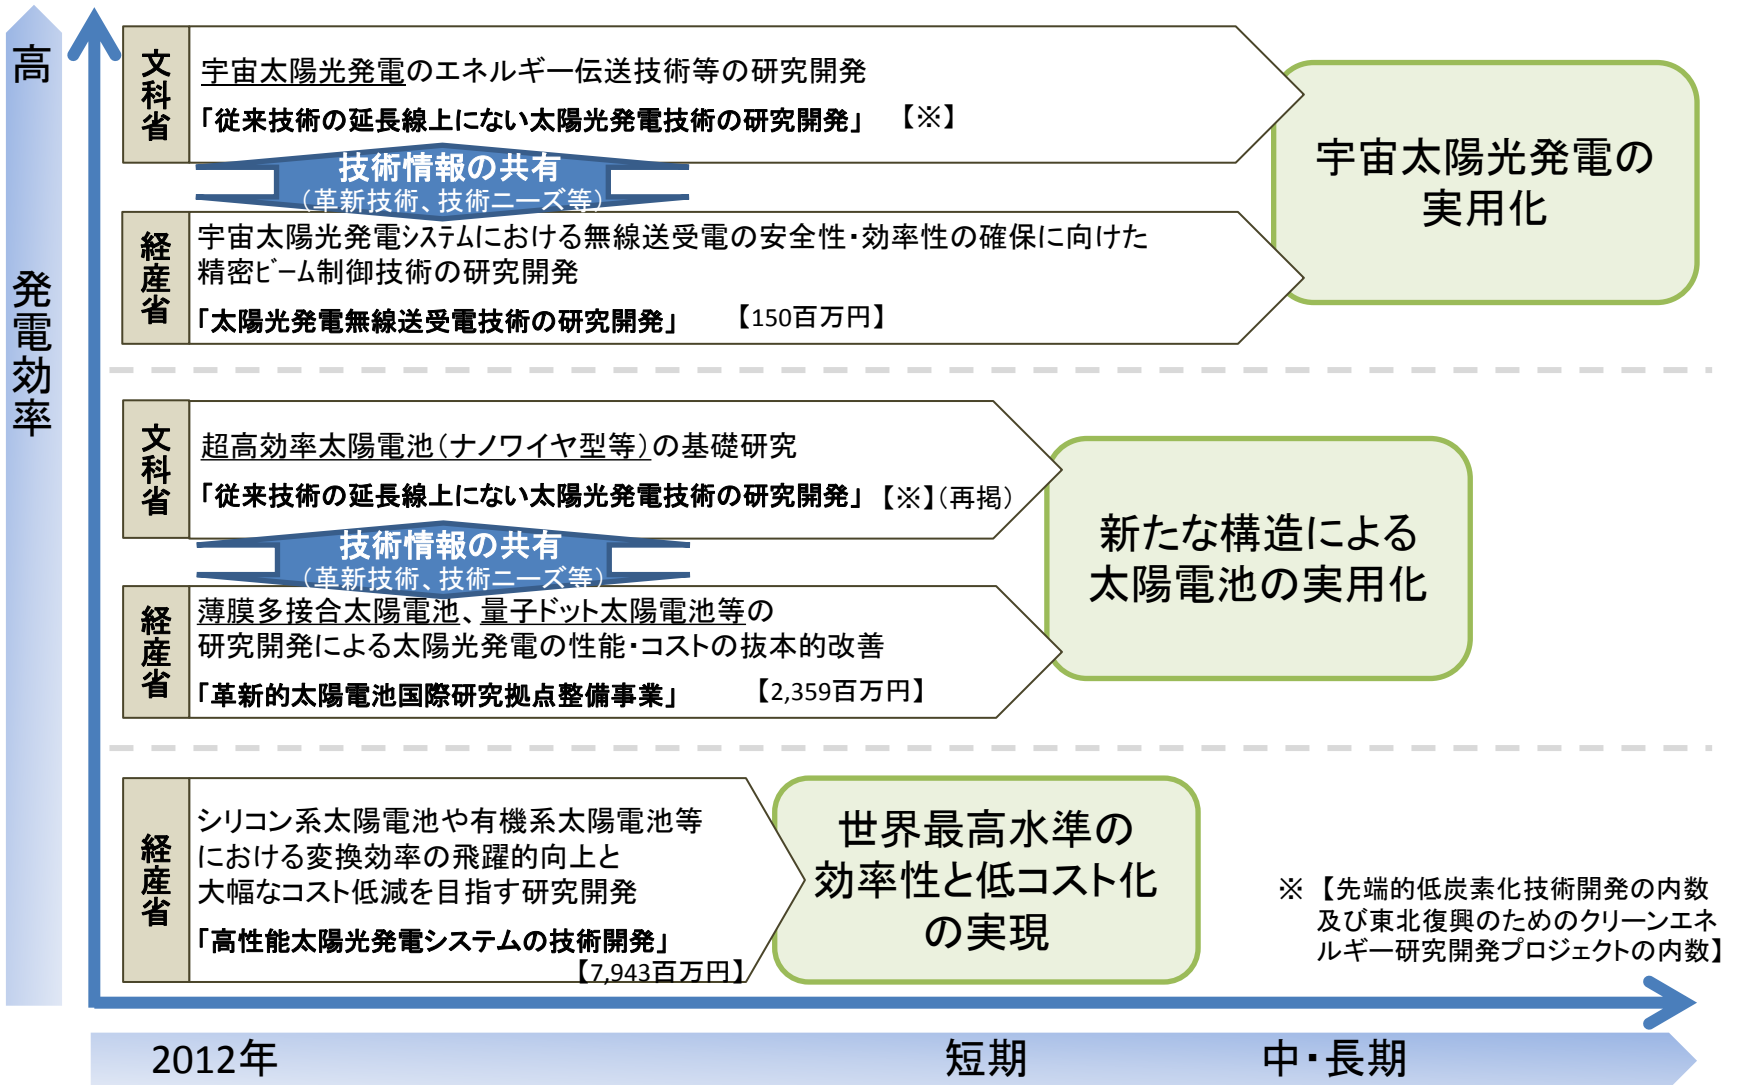 高
発電効率
文科省
宇宙太陽光発電のエネルギー伝送技術等の研究開発
「従来技術の延長線上にない太陽光発電技術の研究開発」 【※】
技術情報の共有
（革新技術、技術ニーズ等）
経産省
宇宙太陽光発電システムにおける無線送受電の安全性・効率性の確保に向けた
精密ビーム制御技術の研究開発
「太陽光発電無線送受電技術の研究開発」 【150百万円】
宇宙太陽光発電の
実用化
文科省
超高効率太陽電池（ナノワイヤ型等）の基礎研究
「従来技術の延長線上にない太陽光発電技術の研究開発」 【※】（再掲）
技術情報の共有
（革新技術、技術ニーズ等）
経産省
薄膜多接合太陽電池、量子ドット太陽電池等の
研究開発による太陽光発電の性能・コストの抜本的改善
「革新的太陽電池国際研究拠点整備事業」 【2,359百万円】
新たな構造による
太陽電池の実用化
経産省
シリコン系太陽電池や有機系太陽電池等
における変換効率の飛躍的向上と
大幅なコスト低減を目指す研究開発
「高性能太陽光発電システムの技術開発」
【7,943百万円】
世界最高水準の
効率性と低コスト化
の実現
※ 【先端的低炭素化技術開発の内数
及び東北復興のためのクリーンエネ
ルギー研究開発プロジェクトの内数】
2012年 短期 中・長期